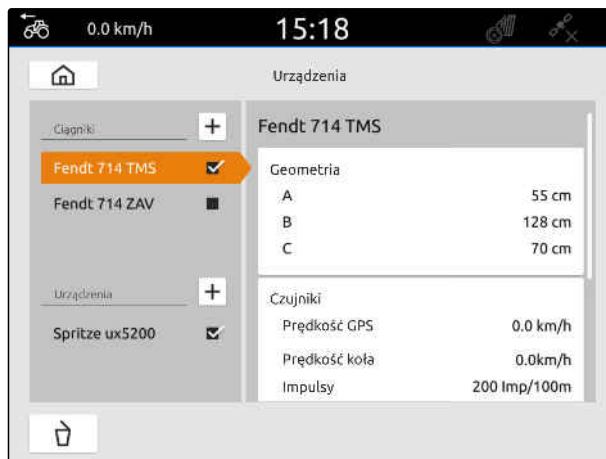 0.0 km/h 15:18
Urządzenia
Ciągniki
Fendt 714 TMS
Fendt 714 ZAV
Urządzenia
Spritze ux5200
Fendt 714 TMS
Geometria
A 55 cm
B 128 cm
C 70 cm
Czujniki
Prędkość GPS 0.0 km/h
Prędkość koła 0.0km/h
Impulsy 200 Imp/100m